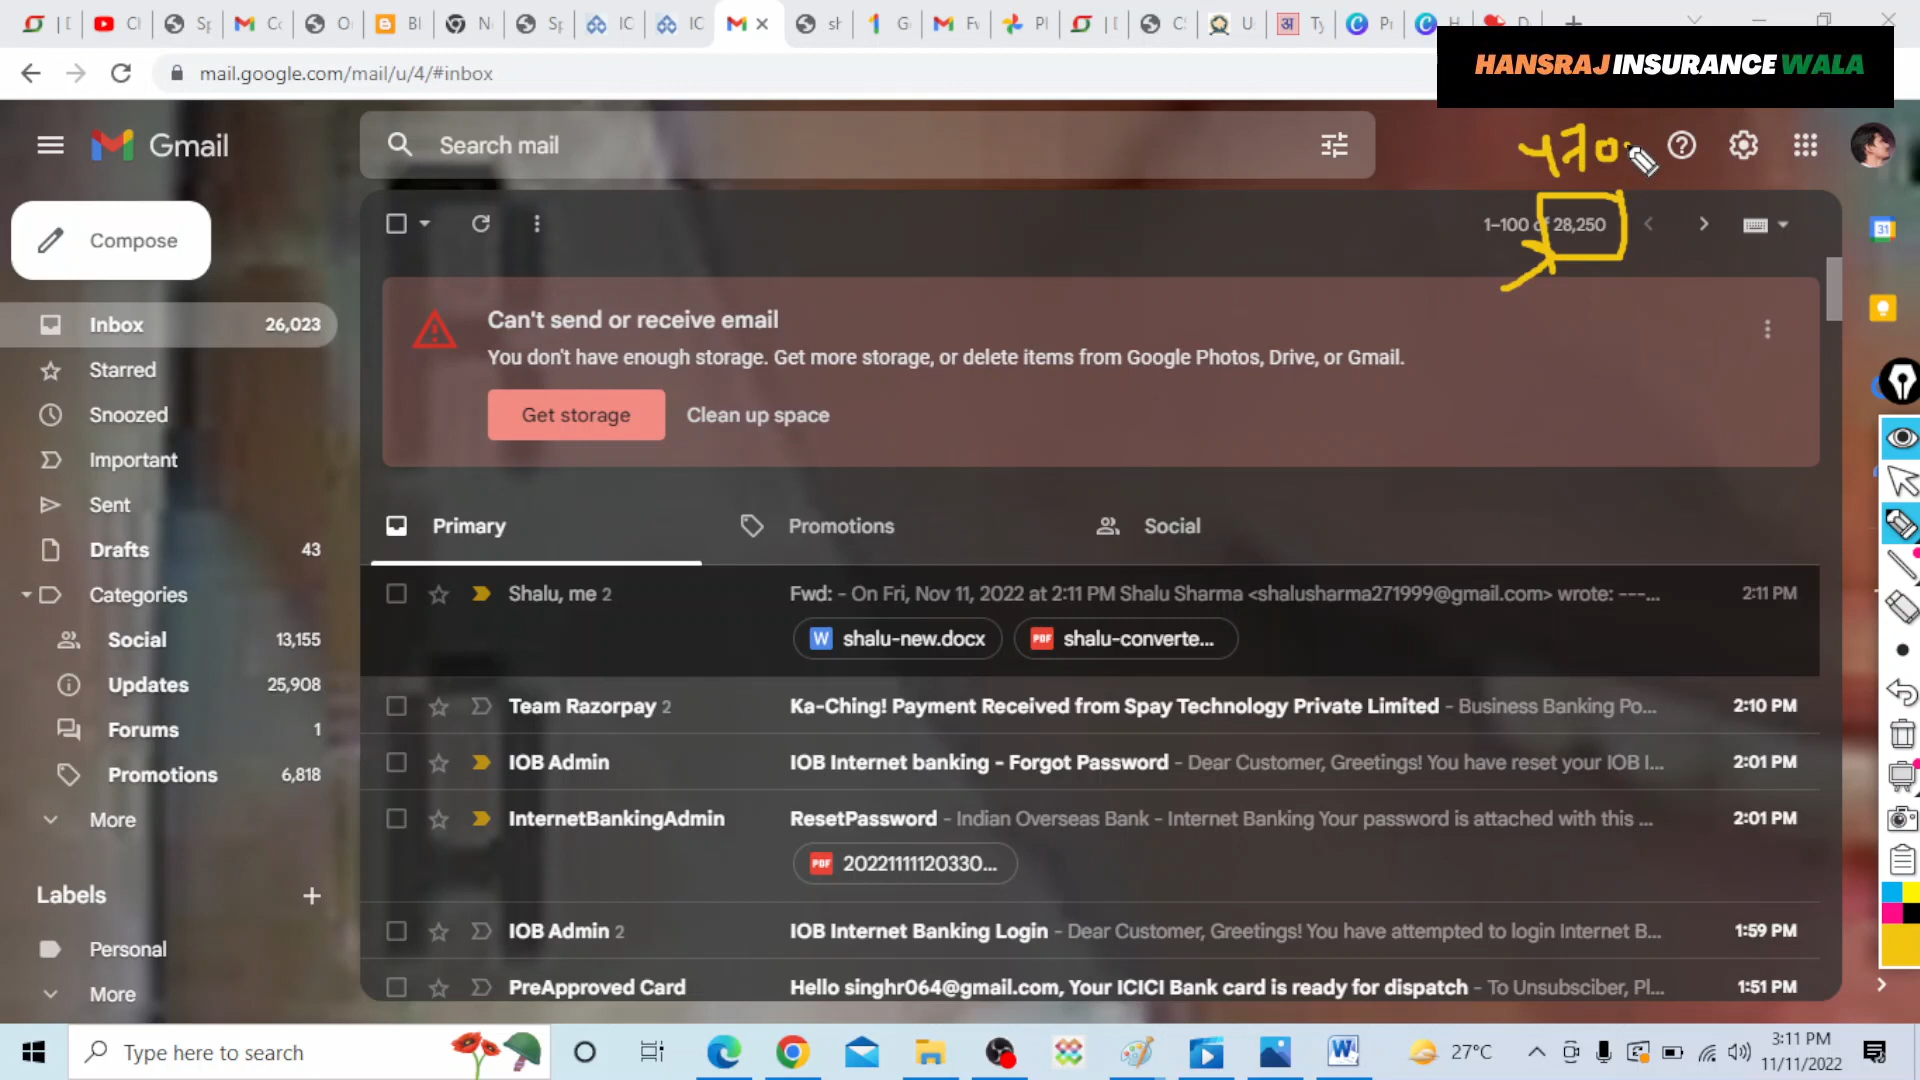 HANSRAJ INSURANCE WALA
mail.google.com/mail/u/4/#inbox
Gmail
Search mail
470
Compose
1–100 of 28,250
31
Can't send or receive email
You don't have enough storage. Get more storage, or delete items from Google Photos, Drive, or Gmail.
Get storage Clean up space
Inbox 26,023
Starred
Snoozed
Important
Sent
Drafts 43
Categories
Social 13,155
Updates 25,908
Forums 1
Promotions 6,818
More
Labels +
Personal
More
Primary Promotions Social
Shalu, me 2 Fwd: - On Fri, Nov 11, 2022 at 2:11 PM Shalu Sharma <shalusharma271999@gmail.com> wrote: ---... 2:11 PM
W shalu-new.docx PDF shalu-converte...
Team Razorpay 2 Ka-Ching! Payment Received from Spay Technology Private Limited - Business Banking Po... 2:10 PM
IOB Admin IOB Internet banking - Forgot Password - Dear Customer, Greetings! You have reset your IOB I... 2:01 PM
InternetBankingAdmin ResetPassword - Indian Overseas Bank - Internet Banking Your password is attached with this ... 2:01 PM
PDF 20221111120330...
IOB Admin 2 IOB Internet Banking Login - Dear Customer, Greetings! You have attempted to login Internet B... 1:59 PM
PreApproved Card Hello singhr064@gmail.com, Your ICICI Bank card is ready for dispatch - To Unsubsciber, Pl... 1:51 PM
Type here to search
27°C
3:11 PM
11/11/2022